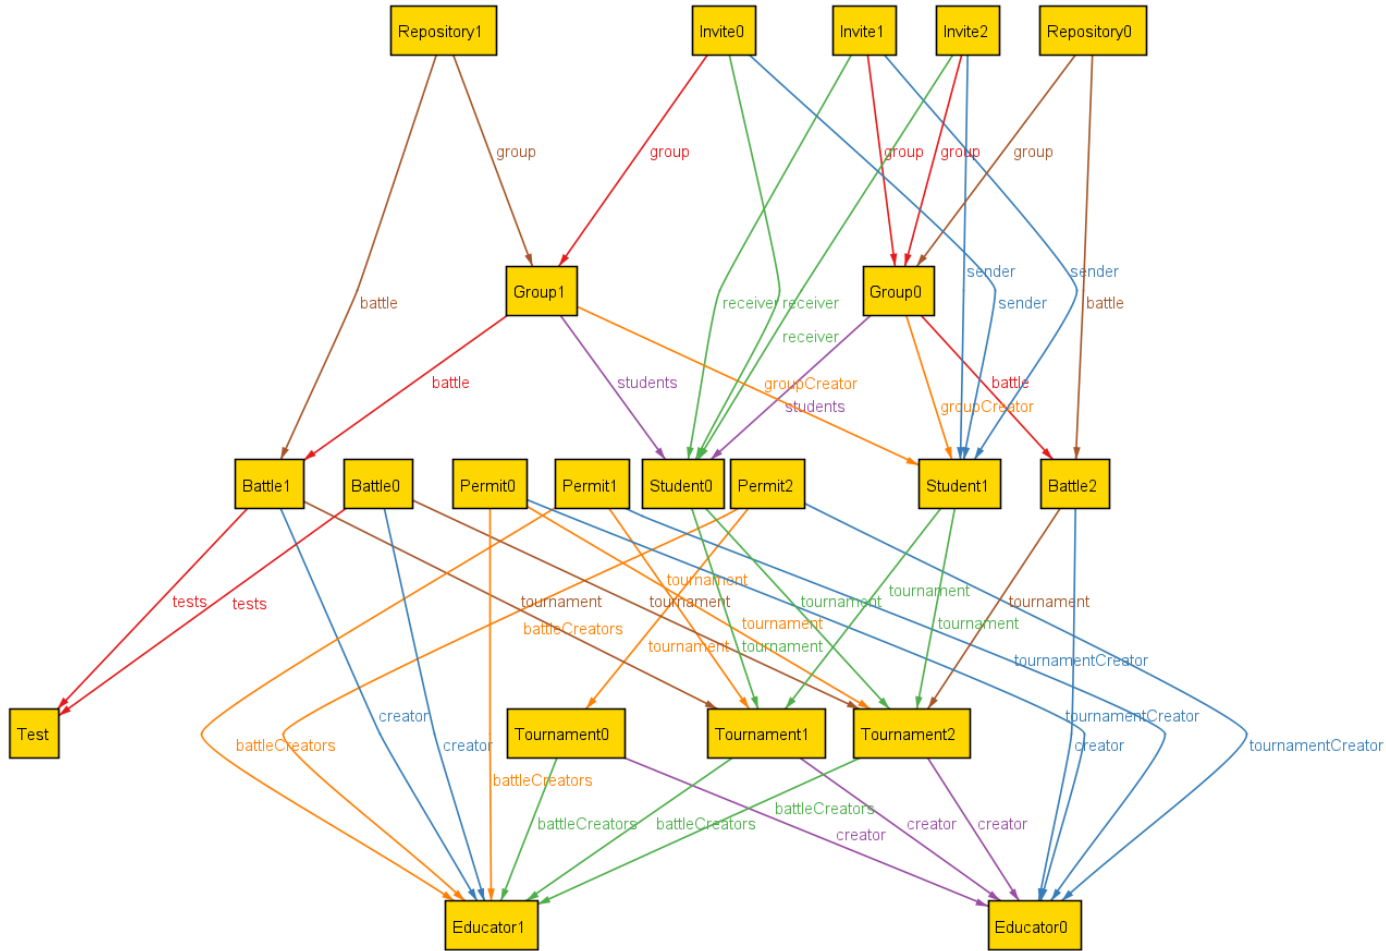 Repository1
Invite0
Invite1
Invite2
Repository0
group
group
group
group
group
sender
sender
battle
receiver
receiver
battle
receiver
Group1
Group0
battle
students
groupCreator
battle
students
groupCreator
Battle1
Battle0
Permit0
Permit1
Student0
Permit2
Student1
Battle2
tournament
tournament
tests
tests
tournament
tournament
tournament
tournament
battleCreators
tournament
tournament
tournament
tournament
tournamentCreator
creator
creator
tournamentCreator
battleCreators
creator
tournamentCreator
Test
Tournament0
Tournament1
Tournament2
battleCreators
battleCreators
battleCreators
battleCreators
creator
creator
creator
Educator1
Educator0